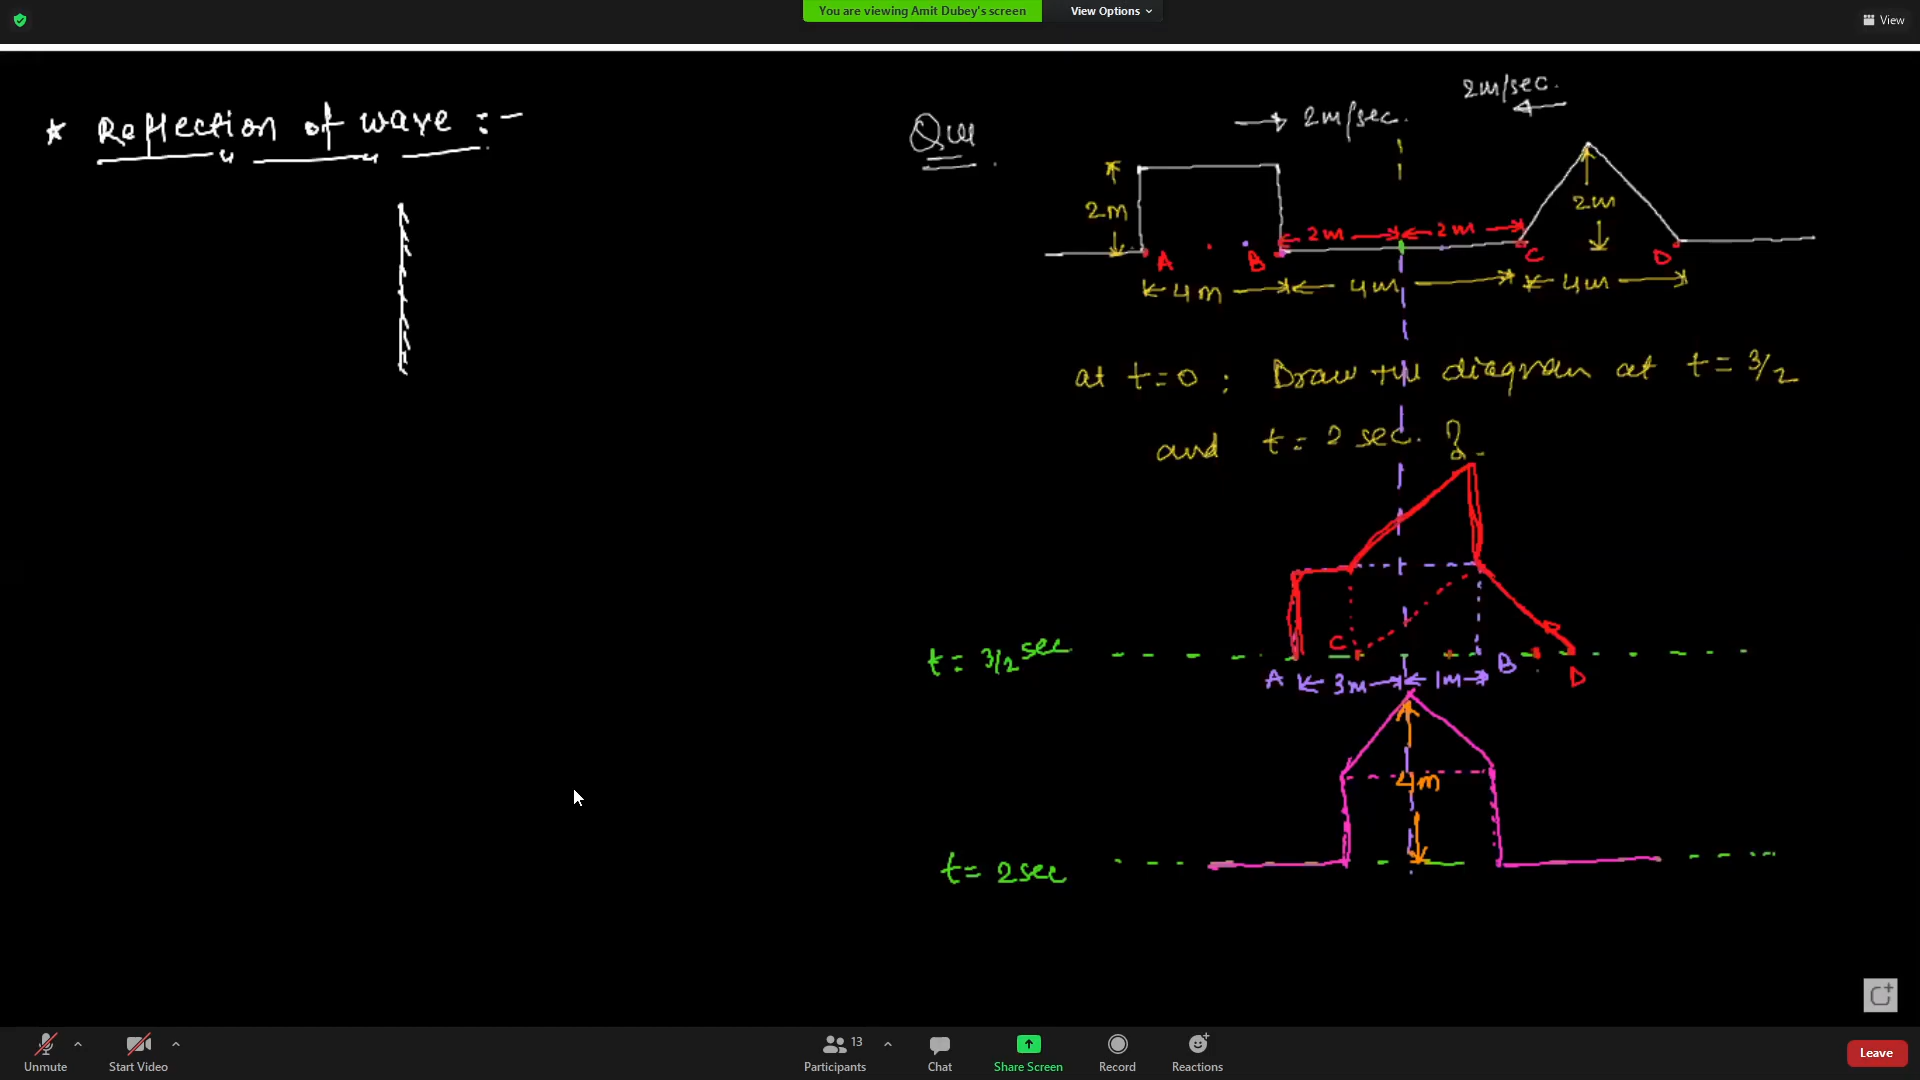 You are viewing Amit Dubey's screen
View Options
View
* Reflection of wave :-
Que
→ 2m/sec.
2m/sec.
2m
2m
2m
2m
A
B
C
D
4m
4m
4m
at t=0 : Draw the diagram at t = 3/2
and t = 2 sec. ?
t = 3/2 sec
C
A
3m
1m
B
D
4m
t = 2sec
Unmute
Start Video
Participants
13
Chat
Share Screen
Record
Reactions
Leave